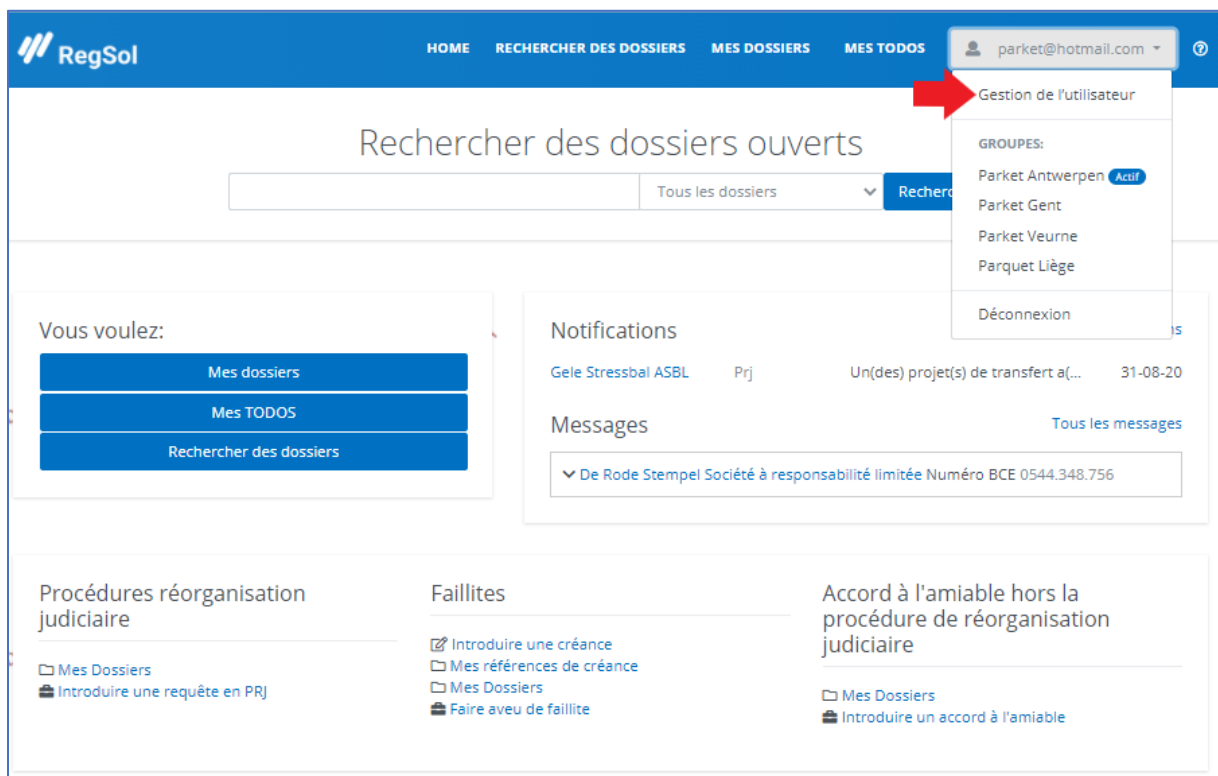 RegSol
HOME RECHERCHER DES DOSSIERS MES DOSSIERS MES TODOS parket@hotmail.com
Gestion de l'utilisateur
GROUPES:
Parket Antwerpen Actif
Parket Gent
Parket Veurne
Parquet Liège
Déconnexion
Rechercher des dossiers ouverts
Tous les dossiers
Vous voulez:
Mes dossiers
Mes TODOS
Rechercher des dossiers
Notifications
Gele Stressbal ASBL Prj Un(des) projet(s) de transfert a(... 31-08-20
Messages Tous les messages
De Rode Stempel Société à responsabilité limitée Numéro BCE 0544.348.756
Procédures réorganisation
judiciaire
Mes Dossiers
Introduire une requête en PRJ
Faillites
Introduire une créance
Mes références de créance
Mes Dossiers
Faire aveu de faillite
Accord à l'amiable hors la
procédure de réorganisation
judiciaire
Mes Dossiers
Introduire un accord à l'amiable